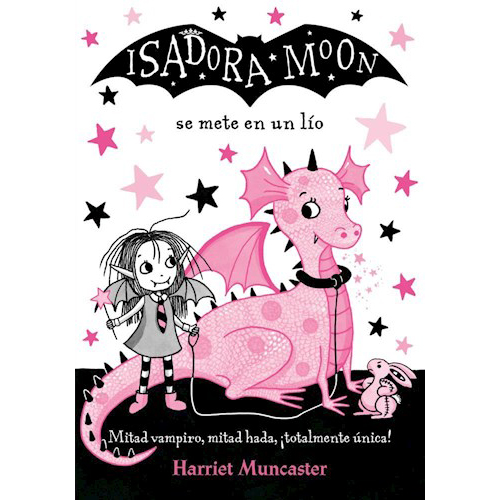 ISADORA MOON
se mete en un lío
Mitad vampiro, mitad hada, ¡totalmente única!
Harriet Muncaster